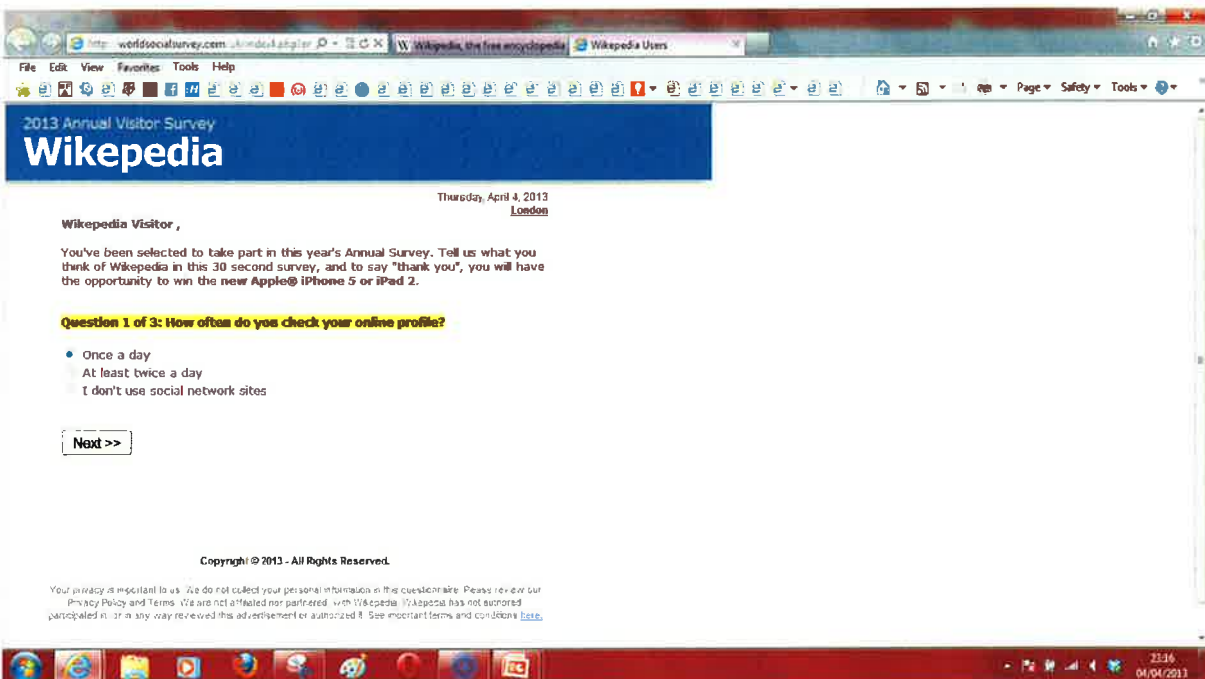 http worldsocialsurvey.com
Wikipedia, the free encyclopedia
Wikepedia Users
File Edit View Favorites Tools Help
Page Safety Tools
2013 Annual Visitor Survey
Wikepedia
Thursday, April 4, 2013
London
Wikepedia Visitor ,
You've been selected to take part in this year's Annual Survey. Tell us what you
think of Wikepedia in this 30 second survey, and to say "thank you", you will have
the opportunity to win the new Apple® iPhone 5 or iPad 2.
Question 1 of 3: How often do you check your online profile?
Once a day
At least twice a day
I don't use social network sites
Next >>
Copyright © 2013 - All Rights Reserved.
Your privacy is important to us. We do not collect your personal information in this questionnaire. Please review our
Privacy Policy and Terms. We are not affiliated nor partnered, with Wikepedia. Wikepedia has not authored
participated in, or in any way reviewed this advertisement or authorized it. See important terms and conditions here.
23:16
04/04/2013